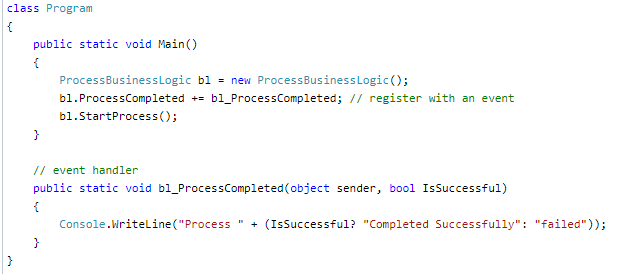 class Program
{
    public static void Main()
    {
        ProcessBusinessLogic bl = new ProcessBusinessLogic();
        bl.ProcessCompleted += bl_ProcessCompleted; // register with an event
        bl.StartProcess();
    }

    // event handler
    public static void bl_ProcessCompleted(object sender, bool IsSuccessful)
    {
        Console.WriteLine("Process " + (IsSuccessful? "Completed Successfully": "failed"));
    }
}